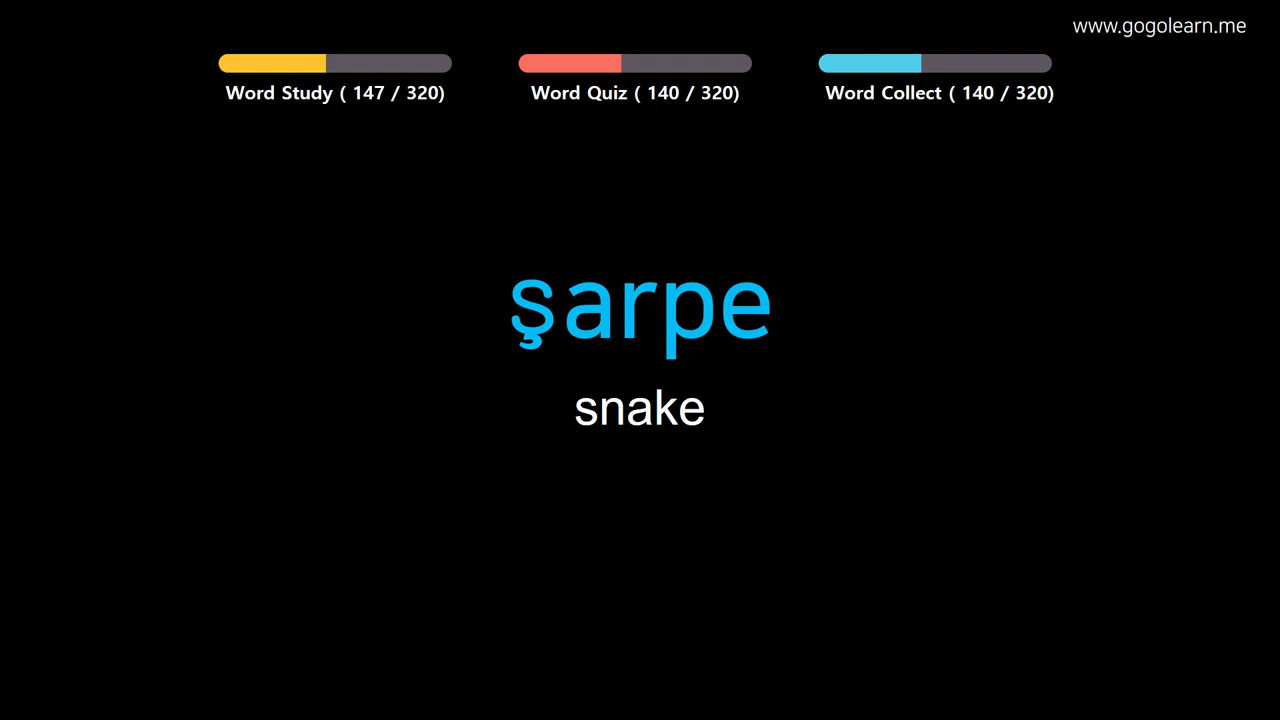 www.gogolearn.me
Word Study ( 147 / 320)
Word Quiz ( 140 / 320)
Word Collect ( 140 / 320)
şarpe
snake